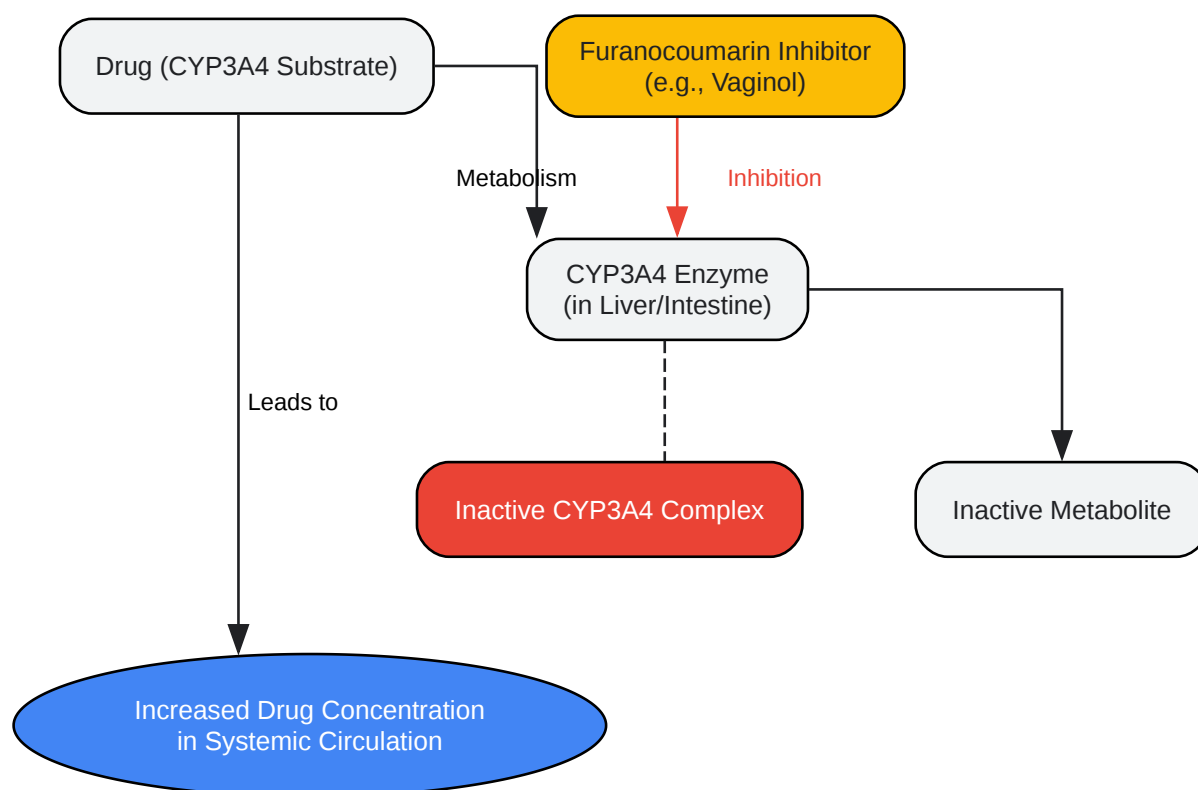 Drug (CYP3A4 Substrate)
Furanocoumarin Inhibitor
(e.g., Vaginol)
Metabolism
Inhibition
CYP3A4 Enzyme
(in Liver/Intestine)
Leads to
Inactive CYP3A4 Complex
Inactive Metabolite
Increased Drug Concentration
in Systemic Circulation